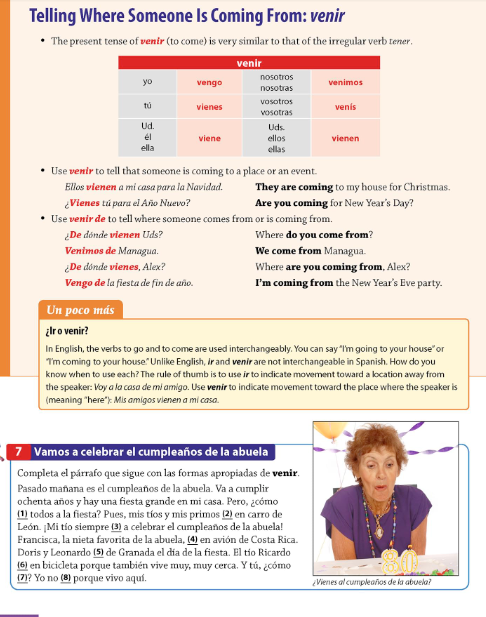 Telling Where Someone Is Coming From: venir
• The present tense of venir (to come) is very similar to that of the irregular verb tener.
venir
yo vengo nosotros nosotras venimos
tú vienes vosotros vosotras venís
Ud. él ella viene Uds. ellos ellas vienen
• Use venir to tell that someone is coming to a place or an event.
Ellos vienen a mi casa para la Navidad. They are coming to my house for Christmas.
¿Vienes tú para el Año Nuevo? Are you coming for New Year's Day?
• Use venir de to tell where someone comes from or is coming from.
¿De dónde vienen Uds? Where do you come from?
Venimos de Managua. We come from Managua.
¿De dónde vienes, Alex? Where are you coming from, Alex?
Vengo de la fiesta de fin de año. I'm coming from the New Year's Eve party.
Un poco más
¿Ir o venir?
In English, the verbs to go and to come are used interchangeably. You can say "I'm going to your house" or
"I'm coming to your house." Unlike English, ir and venir are not interchangeable in Spanish. How do you
know when to use each? The rule of thumb is to use ir to indicate movement toward a location away from
the speaker: Voy a la casa de mi amigo. Use venir to indicate movement toward the place where the speaker is
(meaning "here"): Mis amigos vienen a mi casa.
7 Vamos a celebrar el cumpleaños de la abuela
Completa el párrafo que sigue con las formas apropiadas de venir.
Pasado mañana es el cumpleaños de la abuela. Va a cumplir
ochenta años y hay una fiesta grande en mi casa. Pero, ¿cómo
(1) todos a la fiesta? Pues, mis tíos y mis primos (2) en carro de
León. ¡Mi tío siempre (3) a celebrar el cumpleaños de la abuela!
Francisca, la nieta favorita de la abuela, (4) en avión de Costa Rica.
Doris y Leonardo (5) de Granada el día de la fiesta. El tío Ricardo
(6) en bicicleta porque también vive muy, muy cerca. Y tú, ¿cómo
(7)? Yo no (8) porque vivo aquí.
80
¿Vienes al cumpleaños de la abuela?